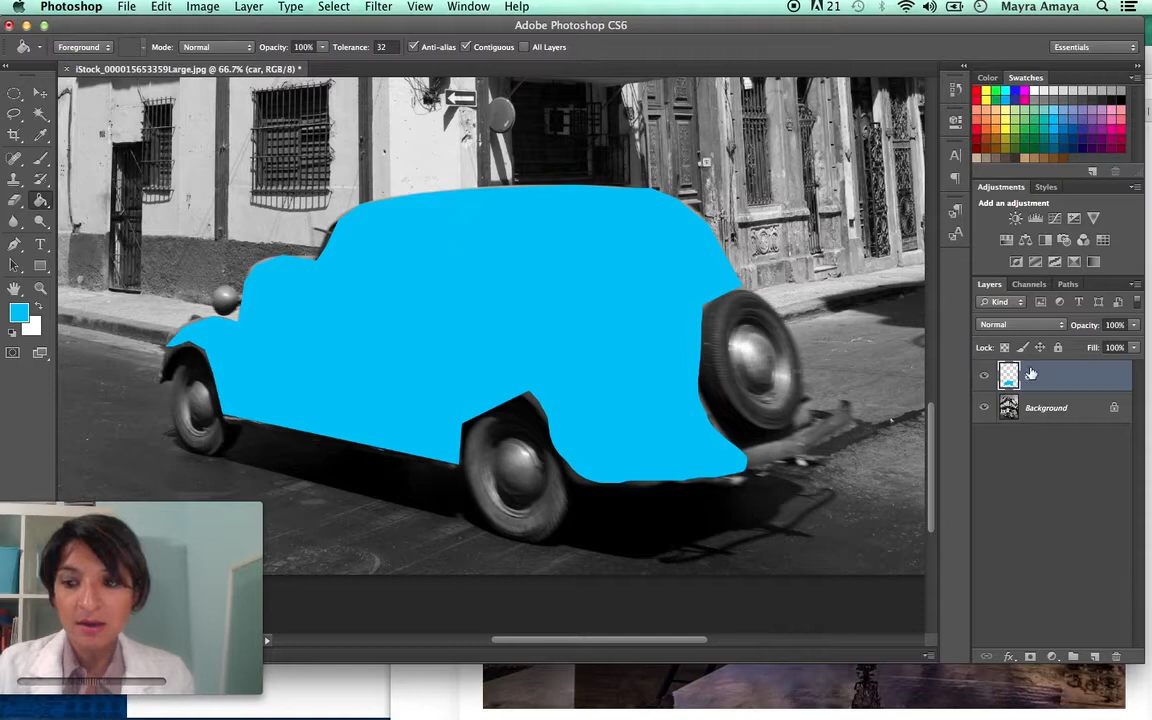 Photoshop File Edit Image Layer Type Select Filter View Window Help 21 Mayra Amaya
Adobe Photoshop CS6
Foreground Mode: Normal Opacity: 100% Tolerance: 32 Anti-alias Contiguous All Layers Essentials
× iStock_000015653359Large.jpg @ 66.7% (car, RGB/8) *
Color Swatches
Adjustments Styles
Add an adjustment
Layers Channels Paths
Kind
Normal Opacity: 100%
Lock: Fill: 100%
Background